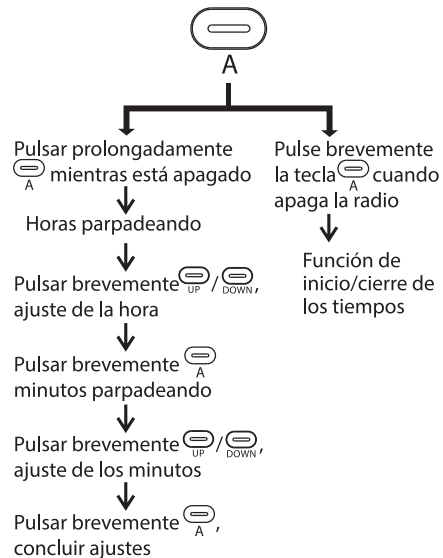 A
Pulsar prolongadamente
A mientras está apagado
Horas parpadeando
Pulsar brevemente UP / DOWN,
ajuste de la hora
Pulsar brevemente A
minutos parpadeando
Pulsar brevemente UP / DOWN,
ajuste de los minutos
Pulsar brevemente A,
concluir ajustes
Pulse brevemente
la tecla A cuando
apaga la radio
Función de
inicio/cierre de
los tiempos